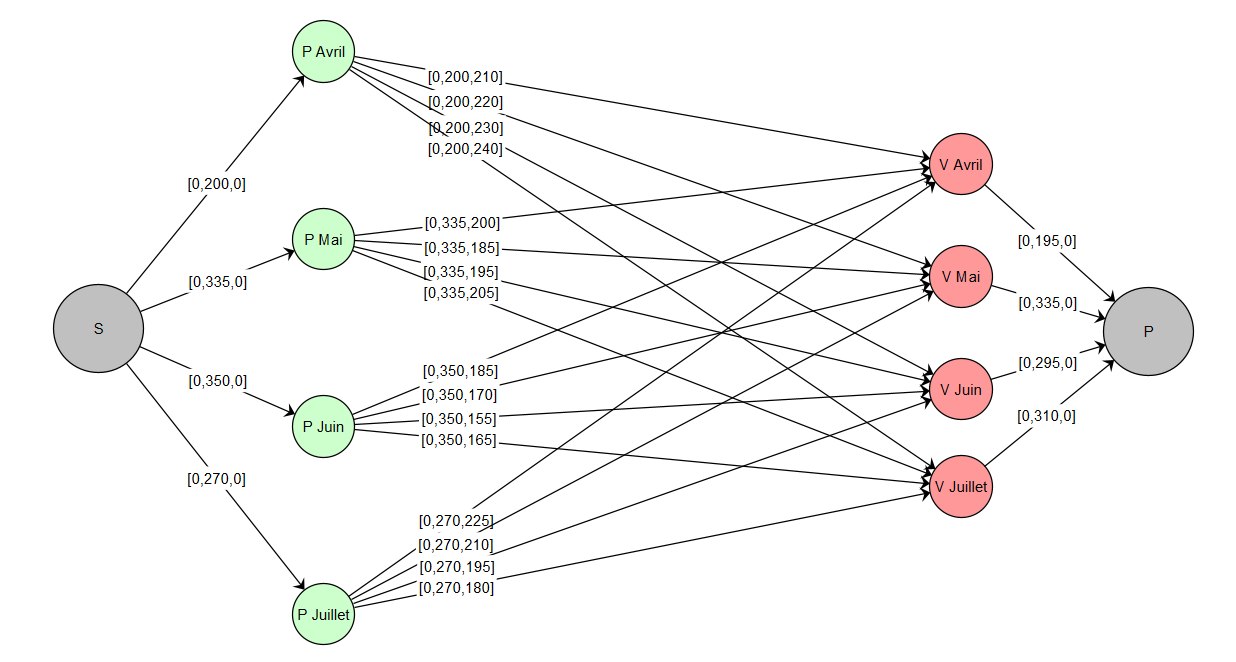 P Avril
[0,200,210]
[0,200,220]
[0,200,230]
[0,200,240]
V Avril
[0,200,0]
[0,335,200]
P Mai
[0,335,185]
[0,195,0]
[0,335,195]
V Mai
[0,335,0]
[0,335,205]
[0,335,0]
S
P
[0,350,0]
[0,350,185]
[0,295,0]
[0,350,170]
V Juin
[0,350,155]
[0,310,0]
P Juin
[0,350,165]
[0,270,0]
V Juillet
[0,270,225]
[0,270,210]
[0,270,195]
[0,270,180]
P Juillet